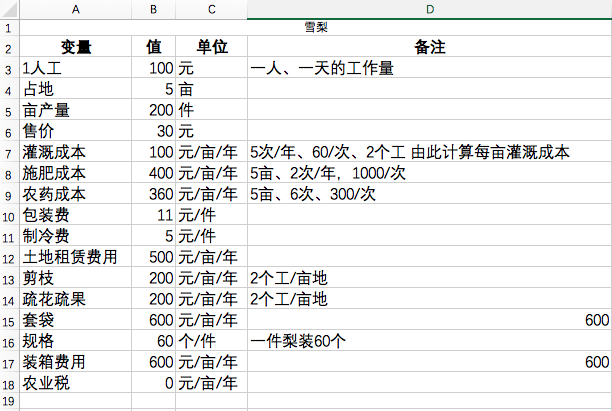 A B C D
1 雪梨
2 变量 值 单位 备注
3 1人工 100 元 一人、一天的工作量
4 占地 5 亩
5 亩产量 200 件
6 售价 30 元
7 灌溉成本 100 元/亩/年 5次/年、60/次、2个工 由此计算每亩灌溉成本
8 施肥成本 400 元/亩/年 5亩、2次/年，1000/次
9 农药成本 360 元/亩/年 5亩、6次、300/次
10 包装费 11 元/件
11 制冷费 5 元/件
12 土地租赁费用 500 元/亩/年
13 剪枝 200 元/亩/年 2个工/亩地
14 疏花疏果 200 元/亩/年 2个工/亩地
15 套袋 600 元/亩/年 600
16 规格 60 个/件 一件梨装60个
17 装箱费用 600 元/亩/年 600
18 农业税 0 元/亩/年
19